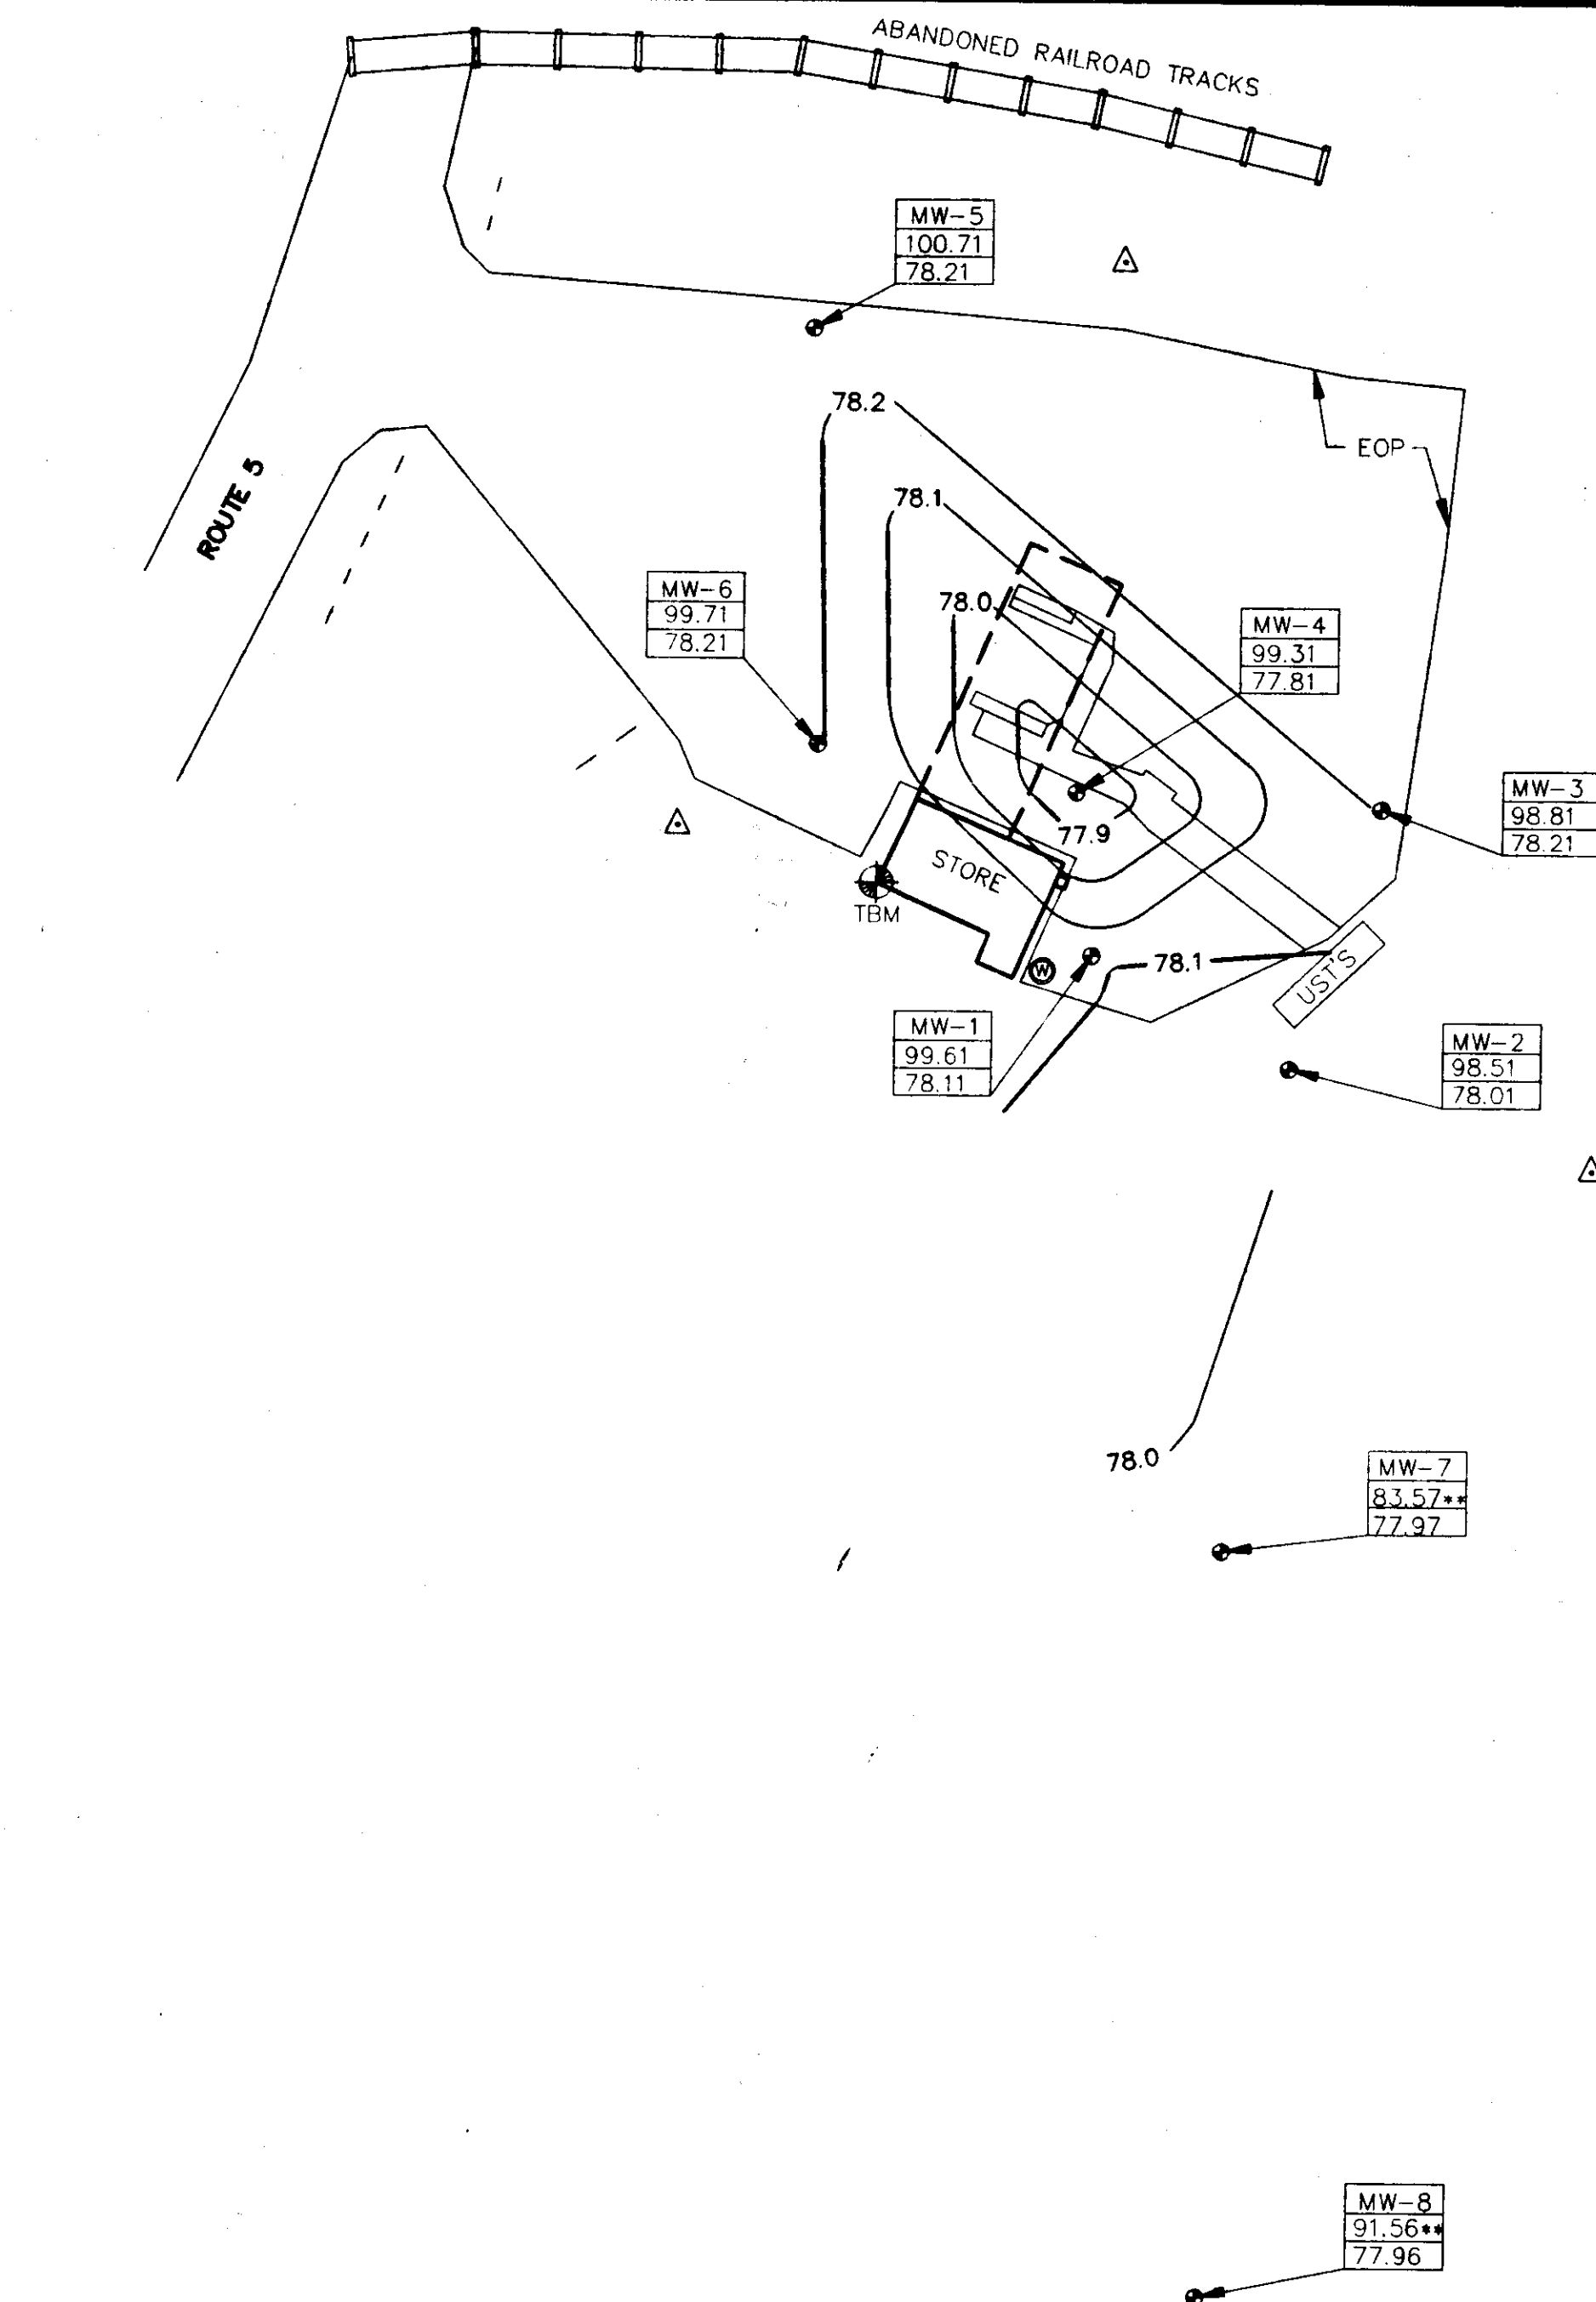 ABANDONED RAILROAD TRACKS
MW-5
100.71
78.21
78.2
EOP
ROUTE 5
78.1
MW-6
99.71
78.21
78.0
MW-4
99.31
77.81
MW-3
98.81
78.21
77.9
STORE
TBM
W
78.1
UST'S
MW-1
99.61
78.11
MW-2
98.51
78.01
78.0
MW-7
83.57**
77.97
MW-8
91.56**
77.96